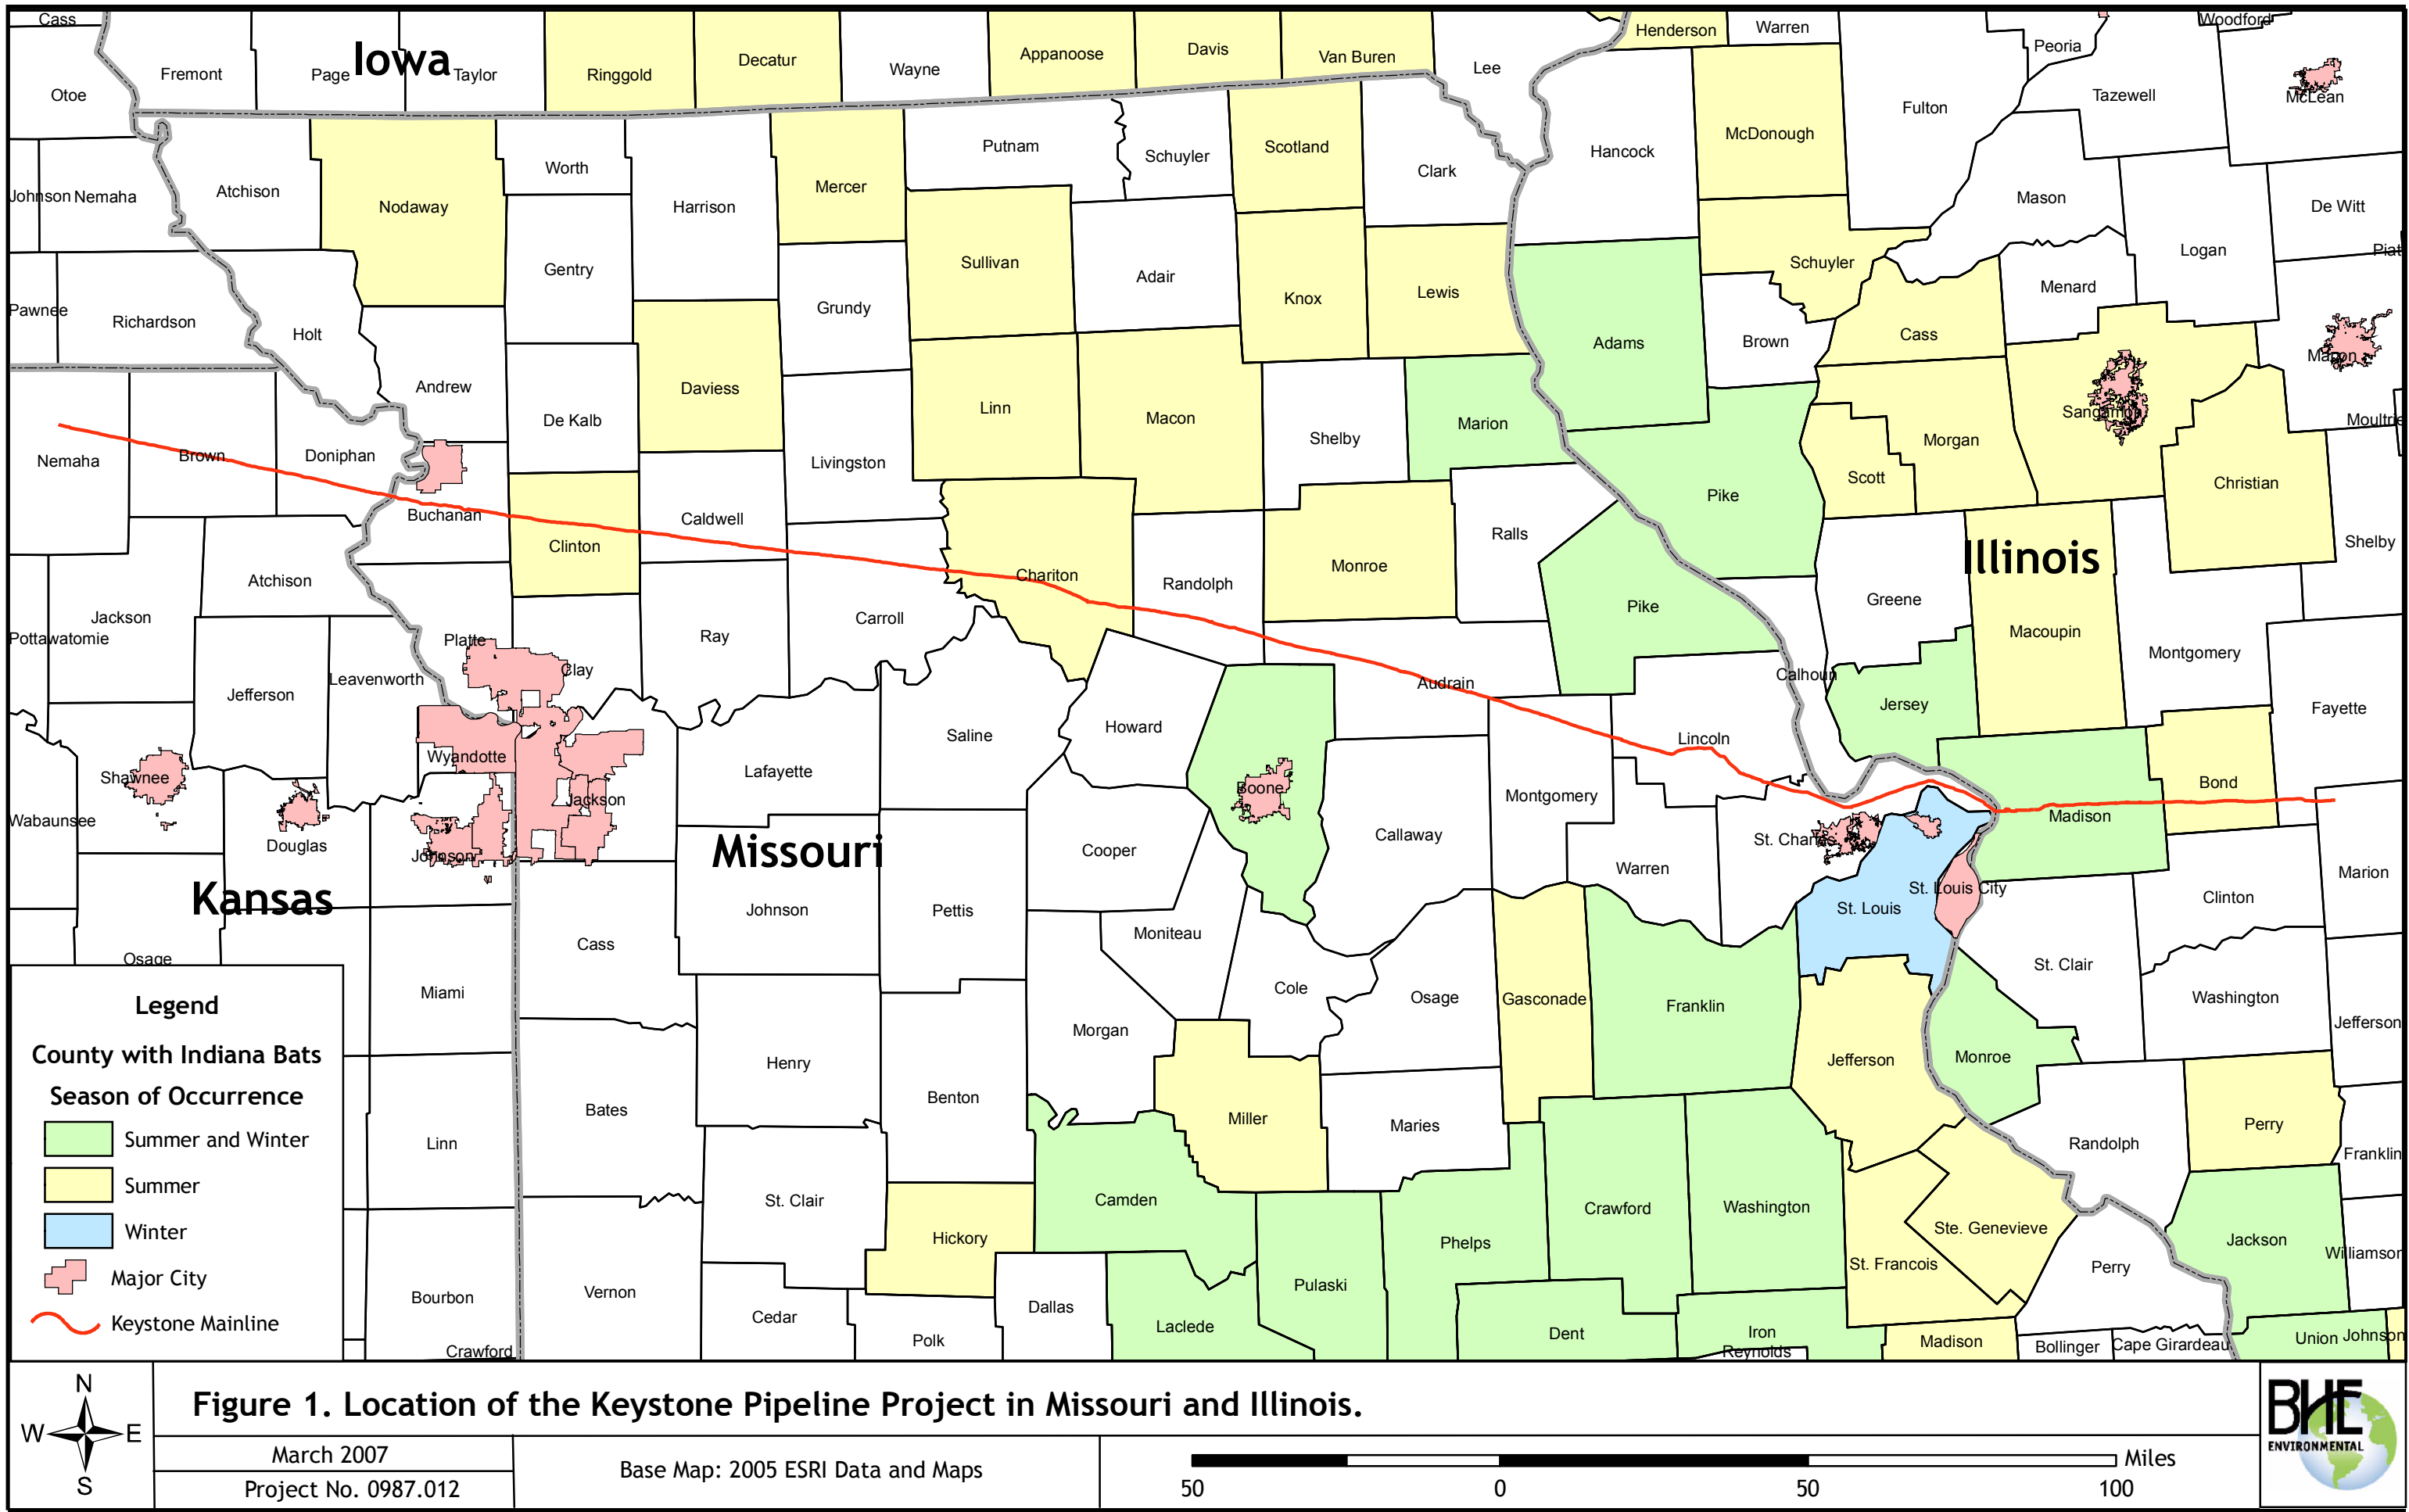 Cass
Iowa
Fremont
Page
Taylor
Ringgold
Decatur
Wayne
Appanoose
Davis
Van Buren
Lee
Henderson
Warren
Peoria
Woodford
Otoe
Hancock
McDonough
Fulton
Tazewell
McLean
Johnson
Nemaha
Atchison
Nodaway
Worth
Harrison
Mercer
Putnam
Schuyler
Scotland
Clark
Mason
De Witt
Logan
Piat
Pawnee
Richardson
Holt
Gentry
Grundy
Sullivan
Adair
Knox
Lewis
Adams
Schuyler
Brown
Cass
Menard
Macon
Andrew
De Kalb
Daviess
Livingston
Linn
Macon
Shelby
Marion
Pike
Scott
Morgan
Sangamon
Christian
Moultrie
Nemaha
Brown
Doniphan
Buchanan
Clinton
Caldwell
Chariton
Randolph
Monroe
Ralls
Pike
Greene
Illinois
Macoupin
Shelby
Montgomery
Jackson
Atchison
Pottawatomie
Platte
Clay
Ray
Carroll
Audrain
Calhoun
Jersey
Fayette
Jefferson
Leavenworth
Howard
Saline
Lincoln
Shawnee
Wyandotte
Jackson
Lafayette
Boone
Montgomery
Bond
Madison
Wabaunsee
Douglas
Johnson
Missouri
Cooper
Callaway
Warren
St. Charles
St. Louis City
St. Louis
Clinton
Marion
Kansas
Osage
Cass
Johnson
Pettis
Moniteau
Cole
Osage
Gasconade
Franklin
St. Clair
Washington
Jefferson
Miami
Henry
Morgan
Jefferson
Monroe
Linn
Bates
Benton
Miller
Maries
Randolph
Perry
Franklin
St. Clair
Camden
Crawford
Washington
Hickory
Phelps
Ste. Genevieve
St. Francois
Jackson
Williamson
Bourbon
Vernon
Cedar
Polk
Dallas
Laclede
Pulaski
Dent
Iron
Reynolds
Madison
Perry
Bollinger
Cape Girardeau
Union
Johnson
Crawford
Legend
County with Indiana Bats
Season of Occurrence
Summer and Winter
Summer
Winter
Major City
Keystone Mainline
N
W
E
S
Figure 1. Location of the Keystone Pipeline Project in Missouri and Illinois.
March 2007
Project No. 0987.012
Base Map: 2005 ESRI Data and Maps
Miles
50 0 50 100
BHE
ENVIRONMENTAL